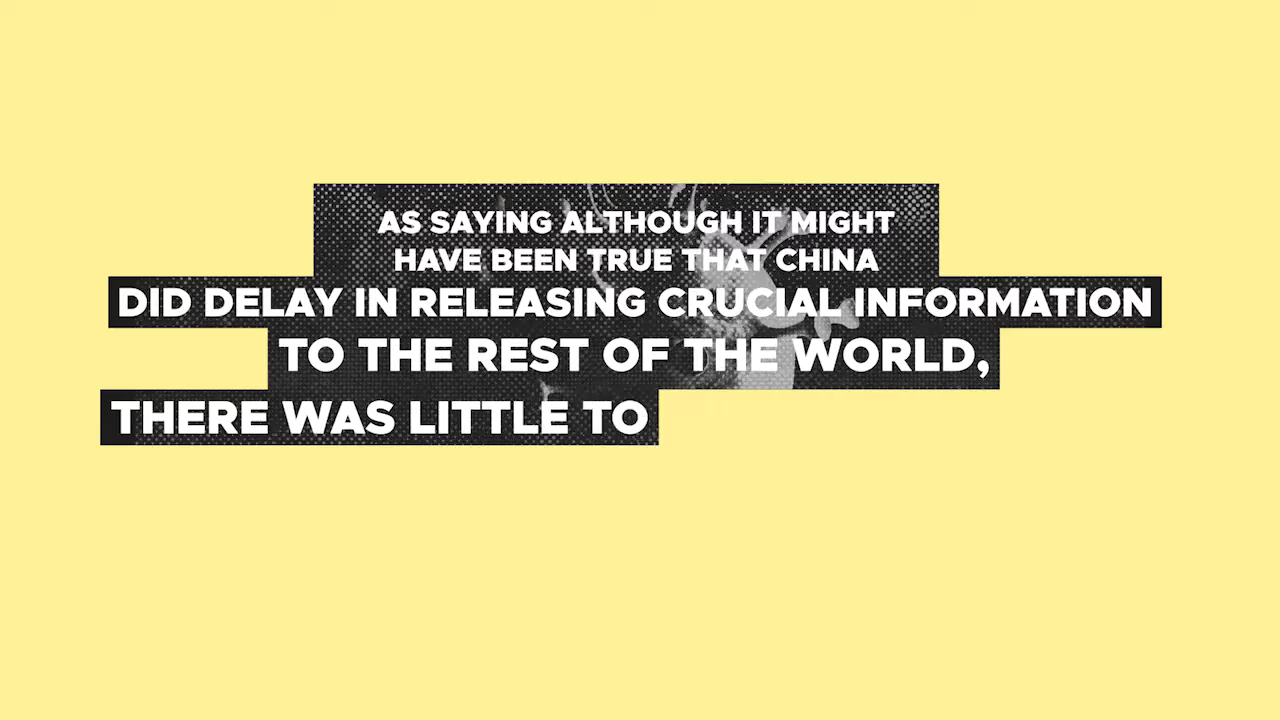 AS SAYING ALTHOUGH IT MIGHT
HAVE BEEN TRUE THAT CHINA
DID DELAY IN RELEASING CRUCIAL INFORMATION
TO THE REST OF THE WORLD,
THERE WAS LITTLE TO